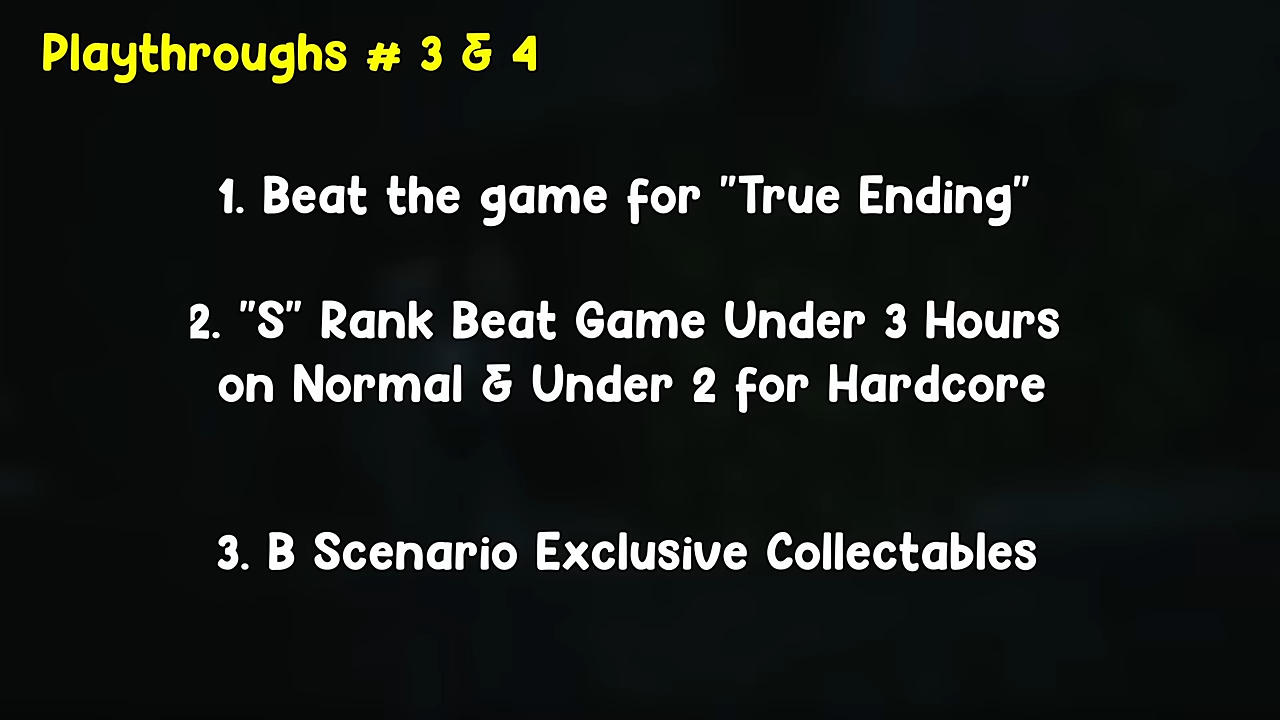 Playthroughs # 3 & 4
1. Beat the game for "True Ending"
2. "S" Rank Beat Game Under 3 Hours
on Normal & Under 2 for Hardcore
3. B Scenario Exclusive Collectables